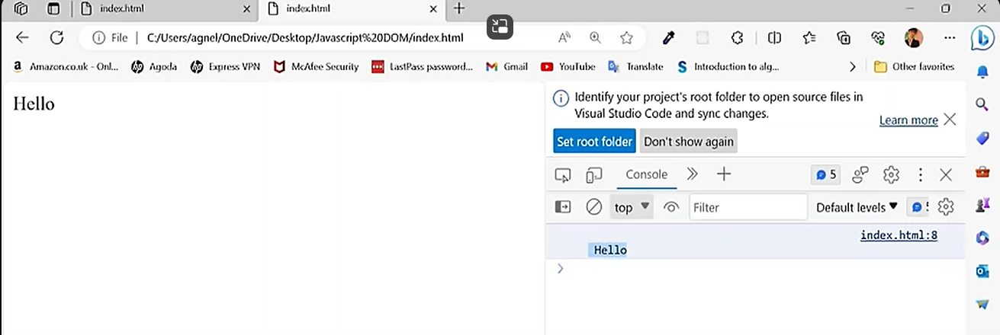 index.html
index.html
File
C:/Users/agnel/OneDrive/Desktop/Javascript%20DOM/index.html
Amazon.co.uk - Onl...
Agoda
Express VPN
McAfee Security
LastPass password...
Gmail
YouTube
Translate
Introduction to alg...
Other favorites
Hello
Identify your project's root folder to open source files in
Visual Studio Code and sync changes.
Learn more
Set root folder
Don't show again
Console
5
top
Filter
Default levels
index.html:8
Hello